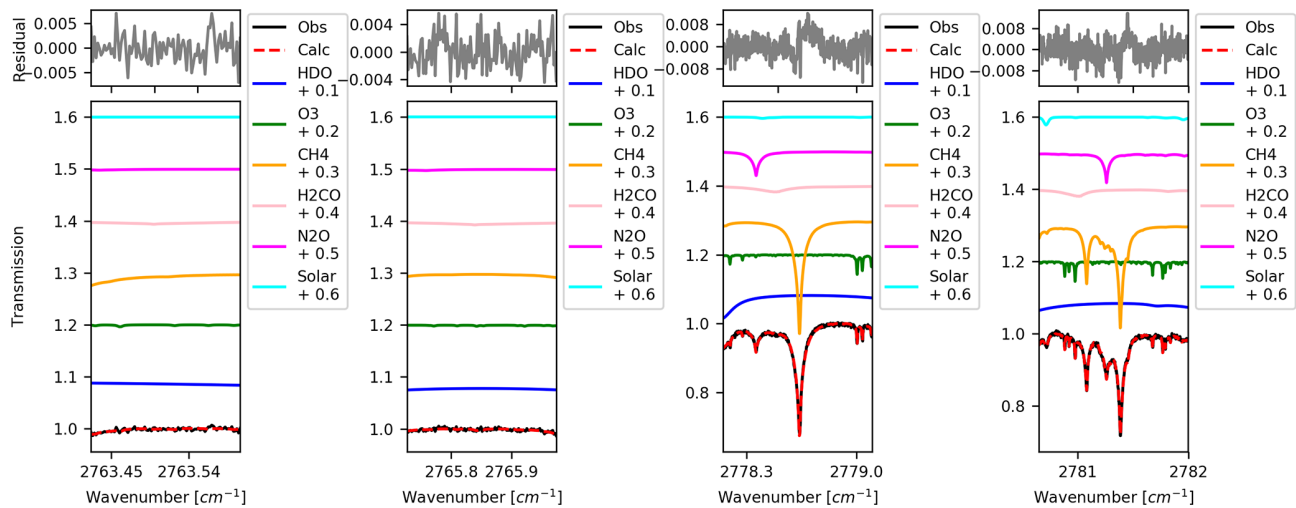 Residual
0.005
0.000
−0.005
Transmission
1.6
1.5
1.4
1.3
1.2
1.1
1.0
2763.45
2763.54
Wavenumber [cm⁻¹]
Obs
Calc
HDO
+ 0.1
O3
+ 0.2
CH4
+ 0.3
H2CO
+ 0.4
N2O
+ 0.5
Solar
+ 0.6
0.004
0.000
−0.004
1.6
1.5
1.4
1.3
1.2
1.1
1.0
2765.8
2765.9
Wavenumber [cm⁻¹]
Obs
Calc
HDO
+ 0.1
O3
+ 0.2
CH4
+ 0.3
H2CO
+ 0.4
N2O
+ 0.5
Solar
+ 0.6
0.008
0.000
−0.008
1.6
1.4
1.2
1.0
0.8
2778.3
2779.0
Wavenumber [cm⁻¹]
Obs
Calc
HDO
+ 0.1
O3
+ 0.2
CH4
+ 0.3
H2CO
+ 0.4
N2O
+ 0.5
Solar
+ 0.6
0.008
0.000
−0.008
1.6
1.4
1.2
1.0
0.8
2781
2782
Wavenumber [cm⁻¹]
Obs
Calc
HDO
+ 0.1
O3
+ 0.2
CH4
+ 0.3
H2CO
+ 0.4
N2O
+ 0.5
Solar
+ 0.6